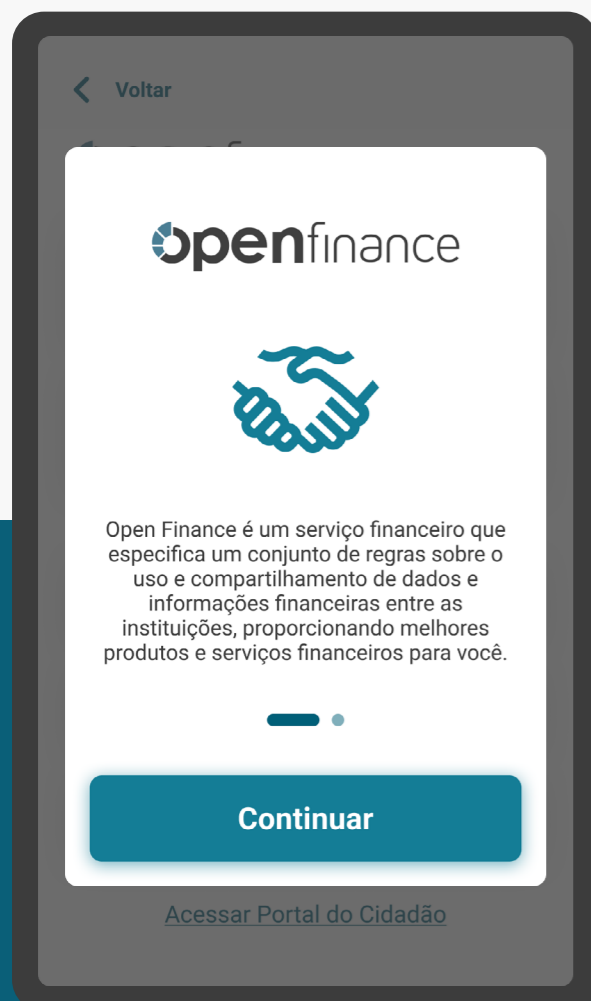 Voltar
openfinance
Open Finance é um serviço financeiro que
especifica um conjunto de regras sobre o
uso e compartilhamento de dados e
informações financeiras entre as
instituições, proporcionando melhores
produtos e serviços financeiros para você.
Continuar
Acessar Portal do Cidadão